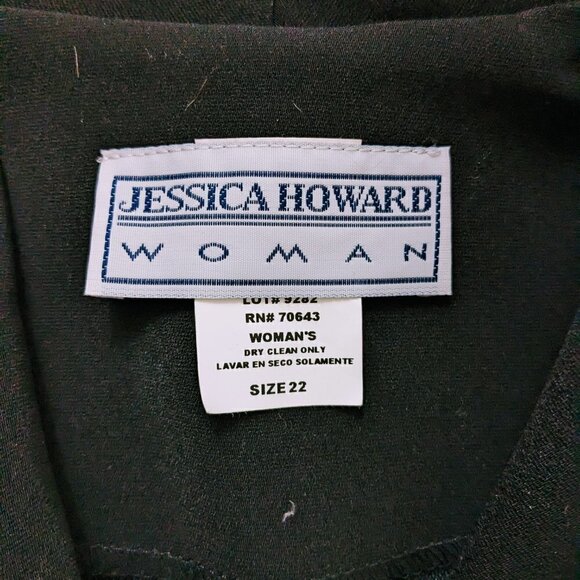 JESSICA HOWARD
WOMAN
LOT# 9282
RN# 70643
WOMAN'S
DRY CLEAN ONLY
LAVAR EN SECO SOLAMENTE
SIZE 22